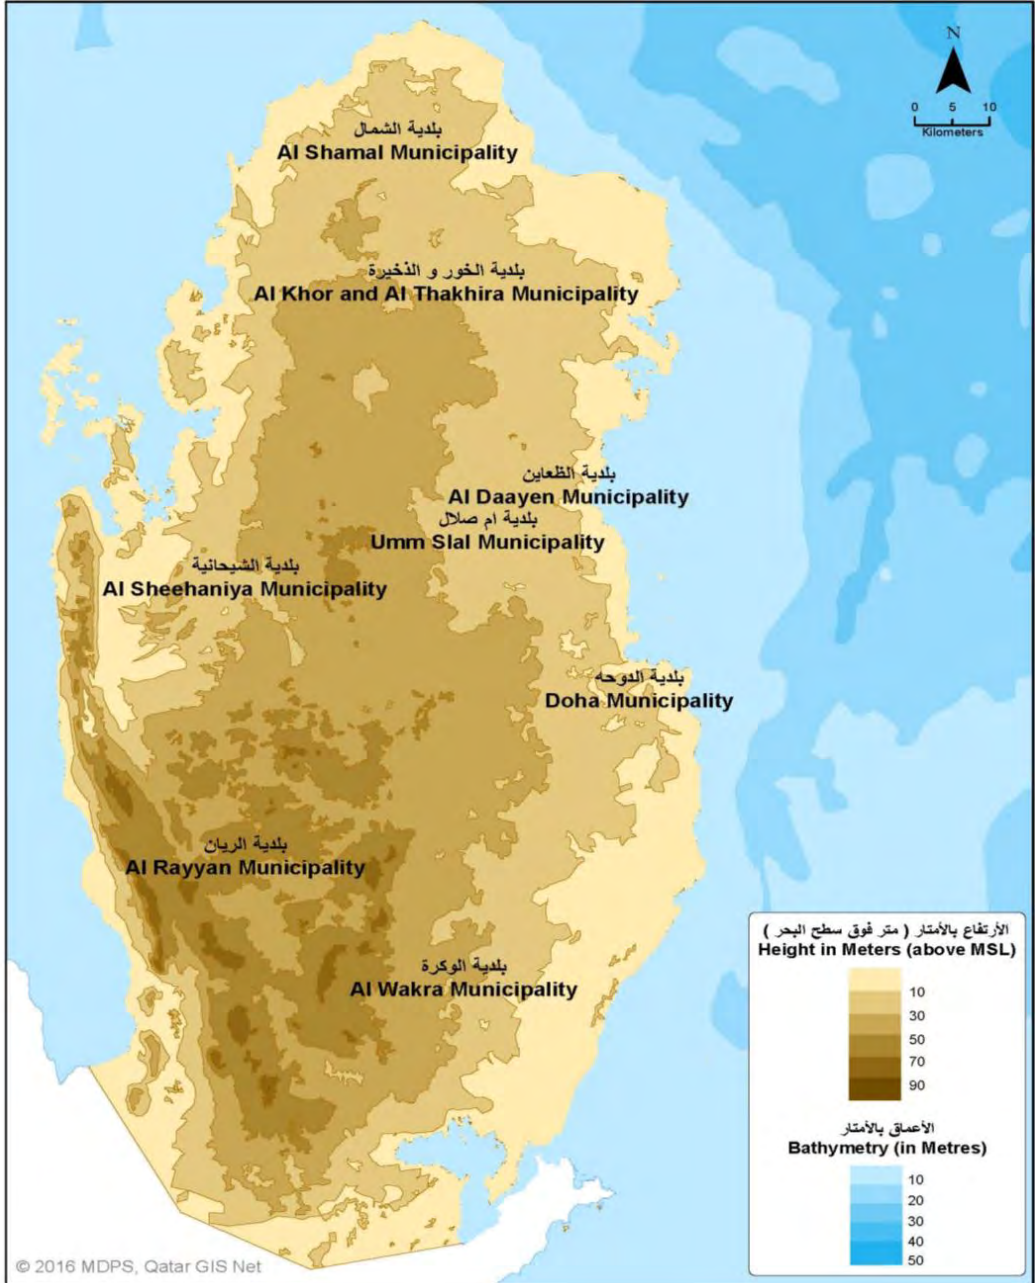 N
0 5 10
Kilometers
بلدية الشمال
Al Shamal Municipality
بلدية الخور و الذخيرة
Al Khor and Al Thakhira Municipality
بلدية الظعاين
Al Daayen Municipality
بلدية ام صلال
Umm Slal Municipality
بلدية الشيحانية
Al Sheehaniya Municipality
بلدية الدوحه
Doha Municipality
بلدية الريان
Al Rayyan Municipality
بلدية الوكرة
Al Wakra Municipality
الأرتفاع بالأمتار ( متر فوق سطح البحر )
Height in Meters (above MSL)
10
30
50
70
90
الأعماق بالأمتار
Bathymetry (in Metres)
10
20
30
40
50
© 2016 MDPS, Qatar GIS Net